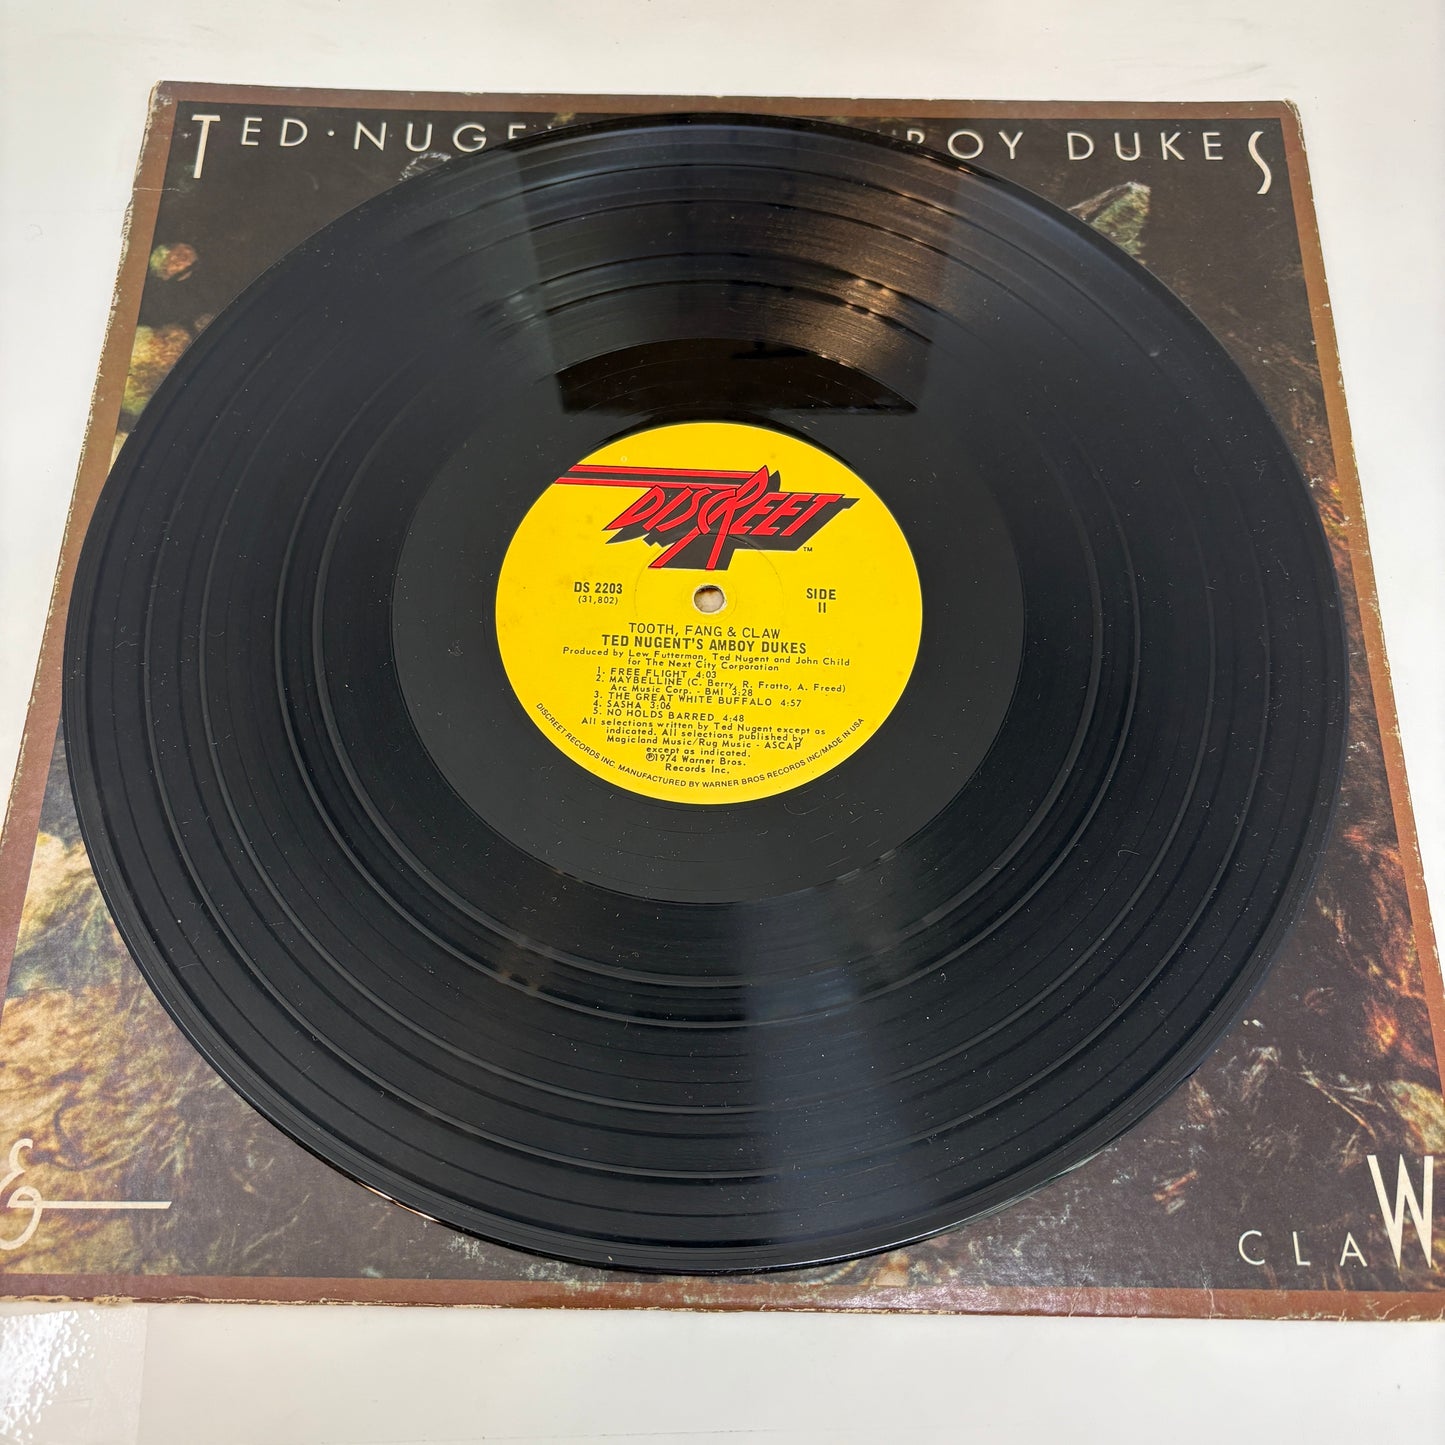 TED · NUGE
BOY DUKES
DISCREET
TM
DS 2203
(31,802)
SIDE
II
TOOTH, FANG & CLAW
TED NUGENT'S AMBOY DUKES
Produced by Lew Futterman, Ted Nugent and John Child
for The Next City Corporation
1. FREE FLIGHT 4:03
2. MAYBELLINE (C. Berry, R. Fratto, A. Freed)
Arc Music Corp. - BMI 3:28
3. THE GREAT WHITE BUFFALO 4:57
4. SASHA 3:06
5. NO HOLDS BARRED 4:48
All selections written by Ted Nugent except as
indicated. All selections published by
Magicland Music/Rug Music - ASCAP
except as indicated.
℗1974 Warner Bros.
Records Inc.
DISCREET RECORDS INC. MANUFACTURED BY WARNER BROS RECORDS INC/MADE IN USA
&
CLAW